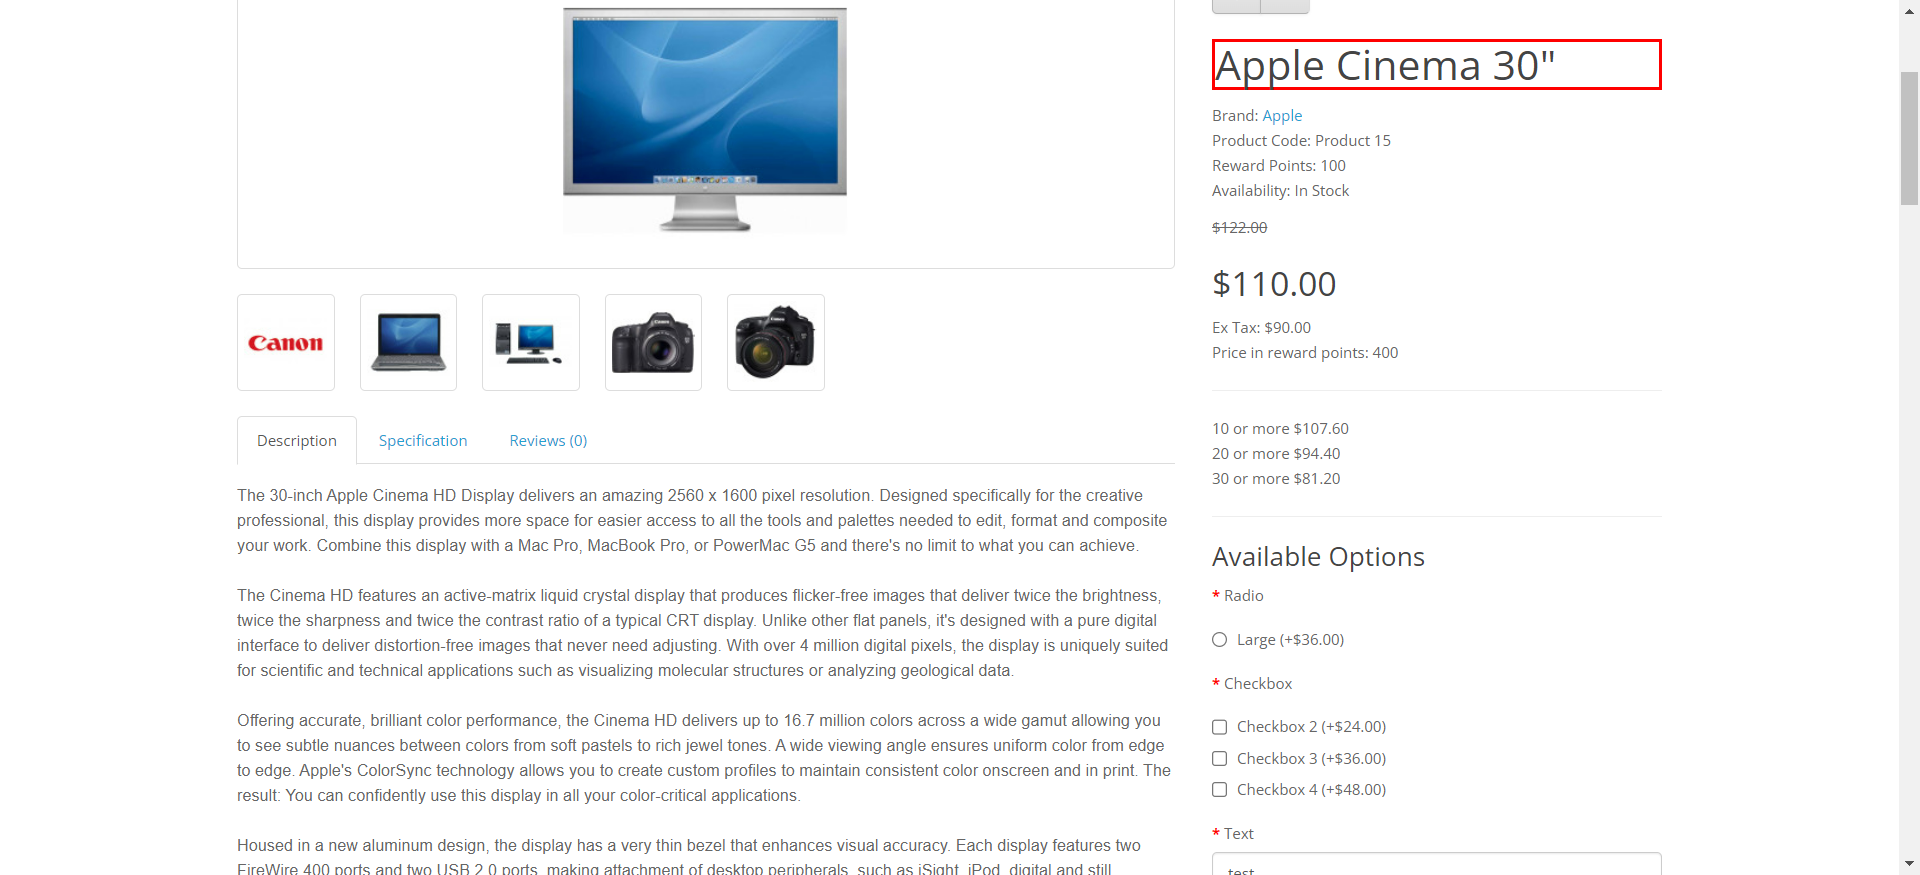 Apple Cinema 30"
Brand: Apple
Product Code: Product 15
Reward Points: 100
Availability: In Stock
$122.00
$110.00
Ex Tax: $90.00
Price in reward points: 400
10 or more $107.60
20 or more $94.40
30 or more $81.20
Available Options
* Radio
Large (+$36.00)
* Checkbox
Checkbox 2 (+$24.00)
Checkbox 3 (+$36.00)
Checkbox 4 (+$48.00)
* Text
test
Canon
Description
Specification
Reviews (0)
The 30-inch Apple Cinema HD Display delivers an amazing 2560 x 1600 pixel resolution. Designed specifically for the creative
professional, this display provides more space for easier access to all the tools and palettes needed to edit, format and composite
your work. Combine this display with a Mac Pro, MacBook Pro, or PowerMac G5 and there's no limit to what you can achieve.
The Cinema HD features an active-matrix liquid crystal display that produces flicker-free images that deliver twice the brightness,
twice the sharpness and twice the contrast ratio of a typical CRT display. Unlike other flat panels, it's designed with a pure digital
interface to deliver distortion-free images that never need adjusting. With over 4 million digital pixels, the display is uniquely suited
for scientific and technical applications such as visualizing molecular structures or analyzing geological data.
Offering accurate, brilliant color performance, the Cinema HD delivers up to 16.7 million colors across a wide gamut allowing you
to see subtle nuances between colors from soft pastels to rich jewel tones. A wide viewing angle ensures uniform color from edge
to edge. Apple's ColorSync technology allows you to create custom profiles to maintain consistent color onscreen and in print. The
result: You can confidently use this display in all your color-critical applications.
Housed in a new aluminum design, the display has a very thin bezel that enhances visual accuracy. Each display features two
FireWire 400 ports and two USB 2.0 ports, making attachment of desktop peripherals, such as iSight, iPod, digital and still